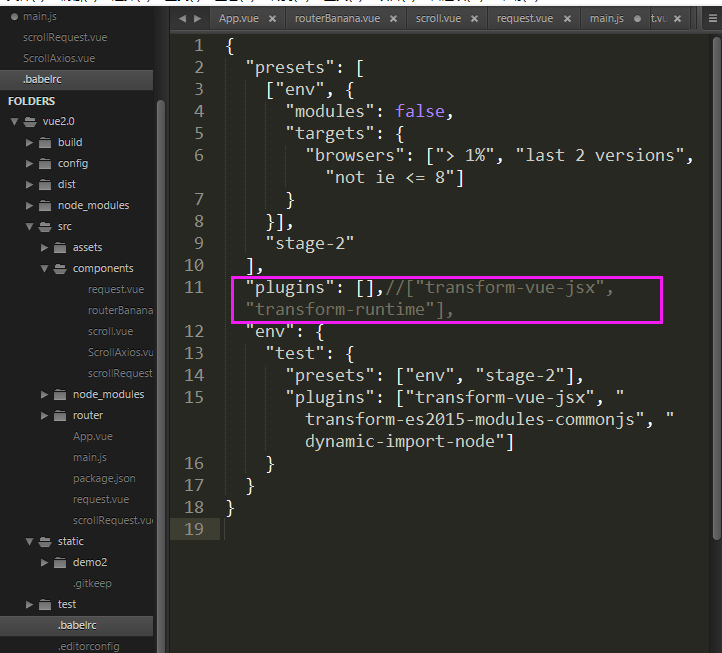 main.js
scrollRequest.vue
ScrollAxios.vue
.babelrc
FOLDERS
vue2.0
build
config
dist
node_modules
src
assets
components
request.vue
routerBanana
scroll.vue
ScrollAxios.vu
scrollRequest
node_modules
router
App.vue
main.js
package.json
request.vue
scrollRequest.vu
static
demo2
.gitkeep
test
.babelrc
.editorconfig
App.vue × routerBanana.vue × scroll.vue × request.vue × main.js t.vu ×
1 {
2 "presets": [
3 ["env", {
4 "modules": false,
5 "targets": {
6 "browsers": ["> 1%", "last 2 versions",
"not ie <= 8"]
7 }
8 }],
9 "stage-2"
10 ],
11 "plugins": [],//["transform-vue-jsx",
"transform-runtime"],
12 "env": {
13 "test": {
14 "presets": ["env", "stage-2"],
15 "plugins": ["transform-vue-jsx", "
transform-es2015-modules-commonjs", "
dynamic-import-node"]
16 }
17 }
18 }
19